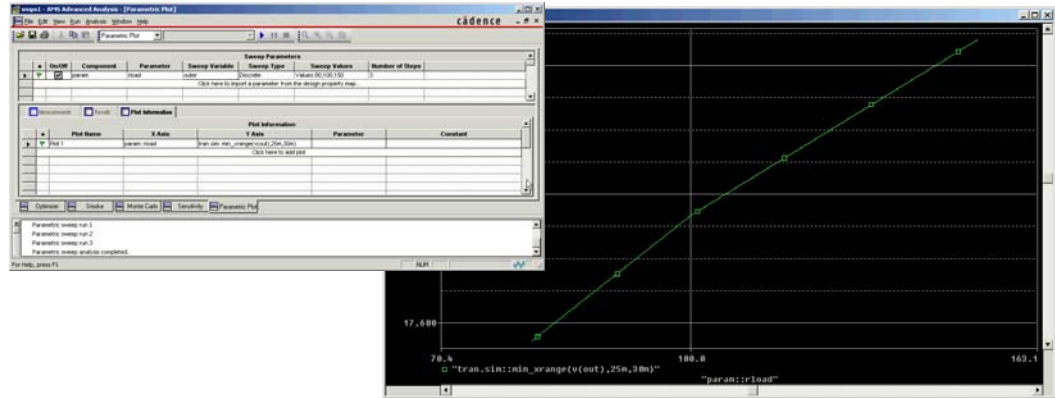 amps1 - AMS Advanced Analysis - [Parametric Plot]
File Edit View Run Analysis Window Help
cādence
Parametric Plot
Sweep Parameters
On/Off Component Parameter Sweep Variable Sweep Type Sweep Values Number of Steps
param rload outer Discrete Values:80,100,150 3
Click here to import a parameter from the design property map...
Measurements Results Plot Information
Plot Information
Plot Name X Axis Y Axis Parameter Constant
Plot 1 param::rload tran.sim::min_xrange(v(out),25m,30m)
Click here to add plot
Optimizer Smoke Monte Carlo Sensitivity Parametric Plot
Parametric sweep run 1
Parametric sweep run 2
Parametric sweep run 3
Parametric sweep analysis completed.
For Help, press F1
NUM
17.600
70.4 100.0 163.1
"tran.sim::min_xrange(v(out),25m,30m)"
"param::rload"